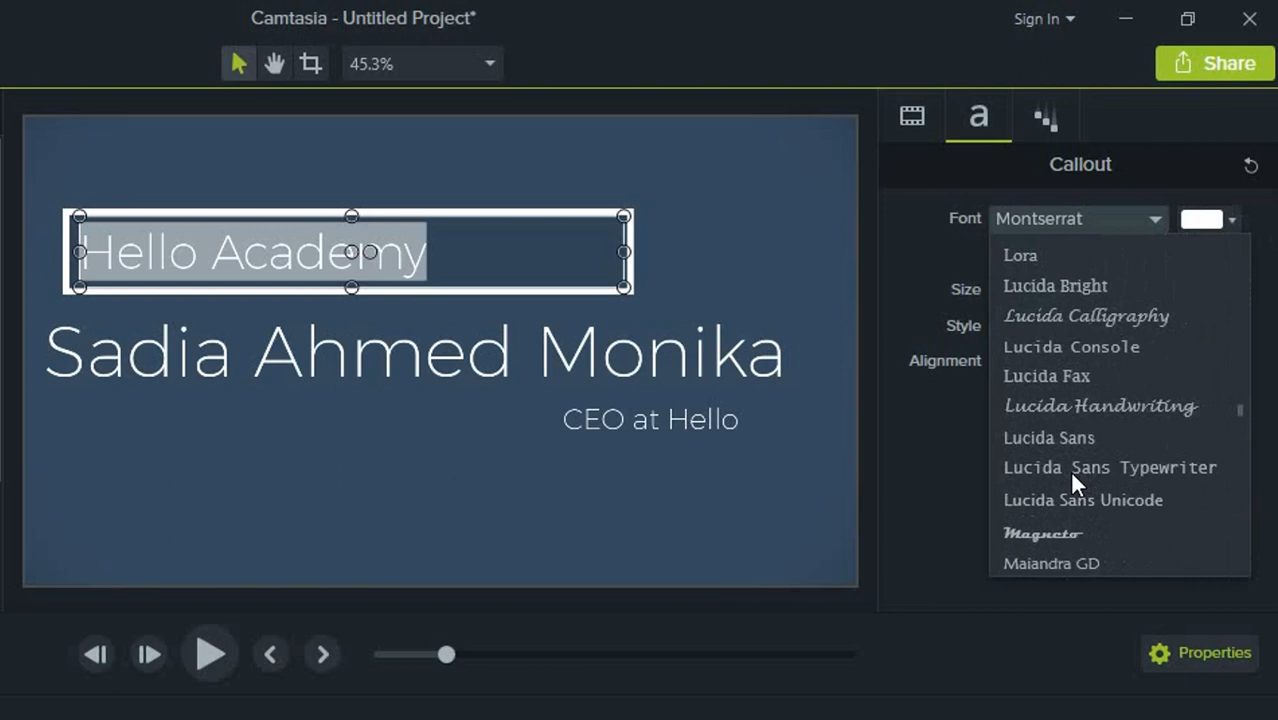 Camtasia - Untitled Project*
Sign In
45.3%
Share
a
Callout
Font
Montserrat
Hello Academy
Sadia Ahmed Monika
CEO at Hello
Size
Style
Alignment
Lora
Lucida Bright
Lucida Calligraphy
Lucida Console
Lucida Fax
Lucida Handwriting
Lucida Sans
Lucida Sans Typewriter
Lucida Sans Unicode
Magneto
Maiandra GD
Properties